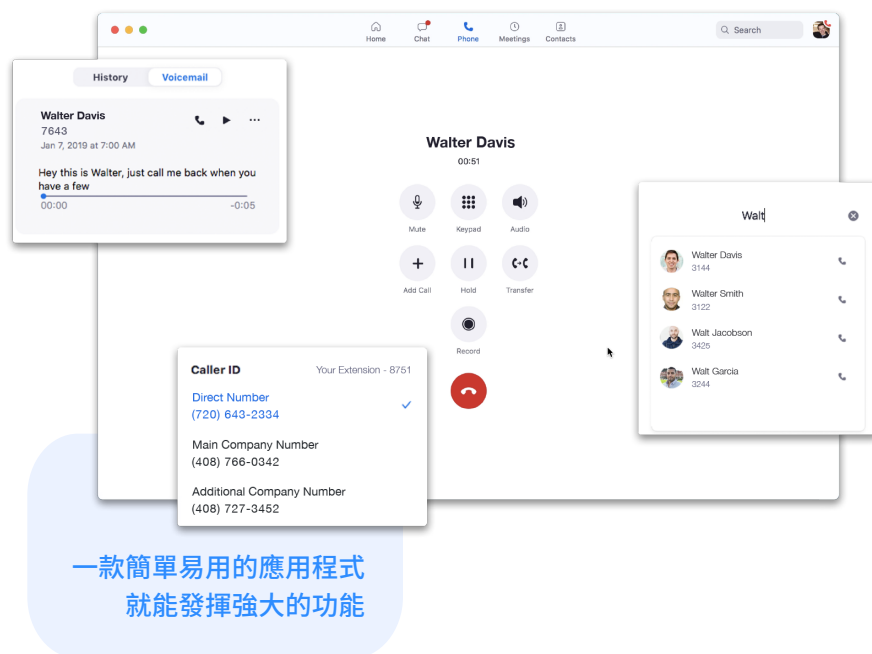 Home
Chat
Phone
Meetings
Contacts
Search
History
Voicemail
Walter Davis
7643
Jan 7, 2019 at 7:00 AM
Hey this is Walter, just call me back when you
have a few
00:00
-0:05
Walter Davis
00:51
Mute
Keypad
Audio
Add Call
Hold
Transfer
Record
Walt
Walter Davis
3144
Walter Smith
3122
Walt Jacobson
3425
Walt Garcia
3244
Caller ID
Your Extension - 8751
Direct Number
(720) 643-2334
Main Company Number
(408) 766-0342
Additional Company Number
(408) 727-3452
一款簡單易用的應用程式
就能發揮強大的功能